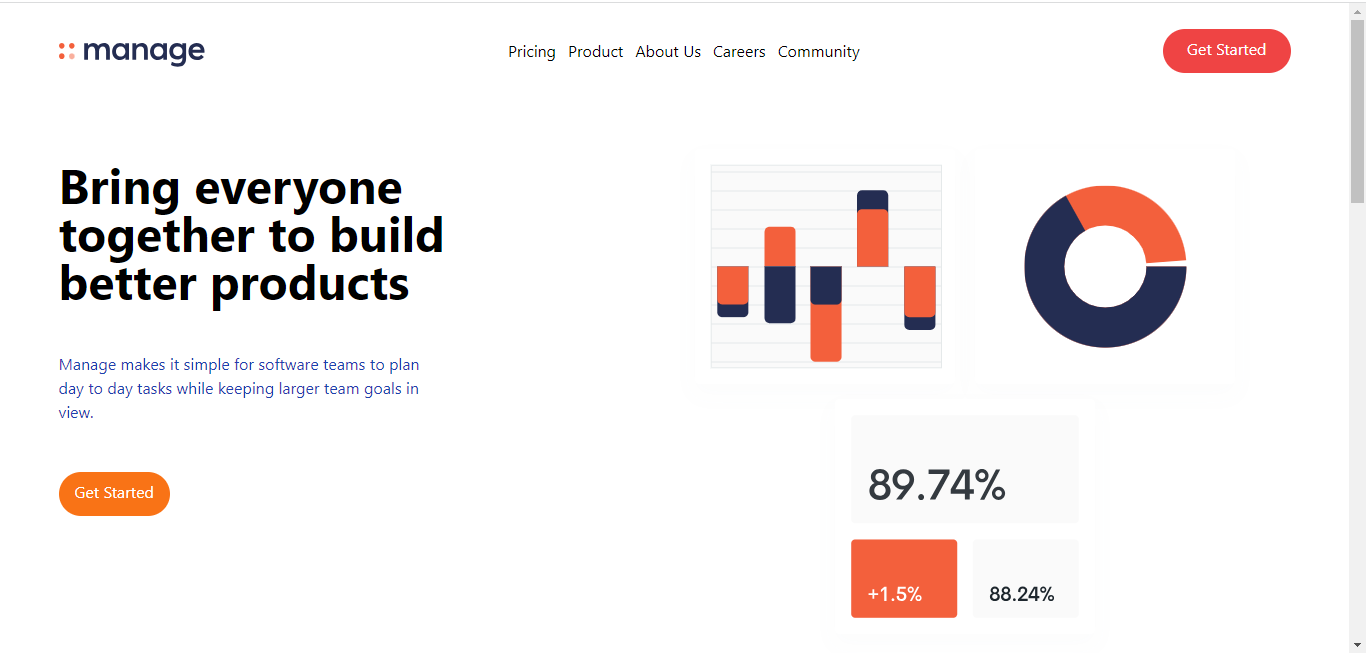 manage
Pricing Product About Us Careers Community
Get Started
Bring everyone
together to build
better products
Manage makes it simple for software teams to plan
day to day tasks while keeping larger team goals in
view.
Get Started
89.74%
+1.5%
88.24%